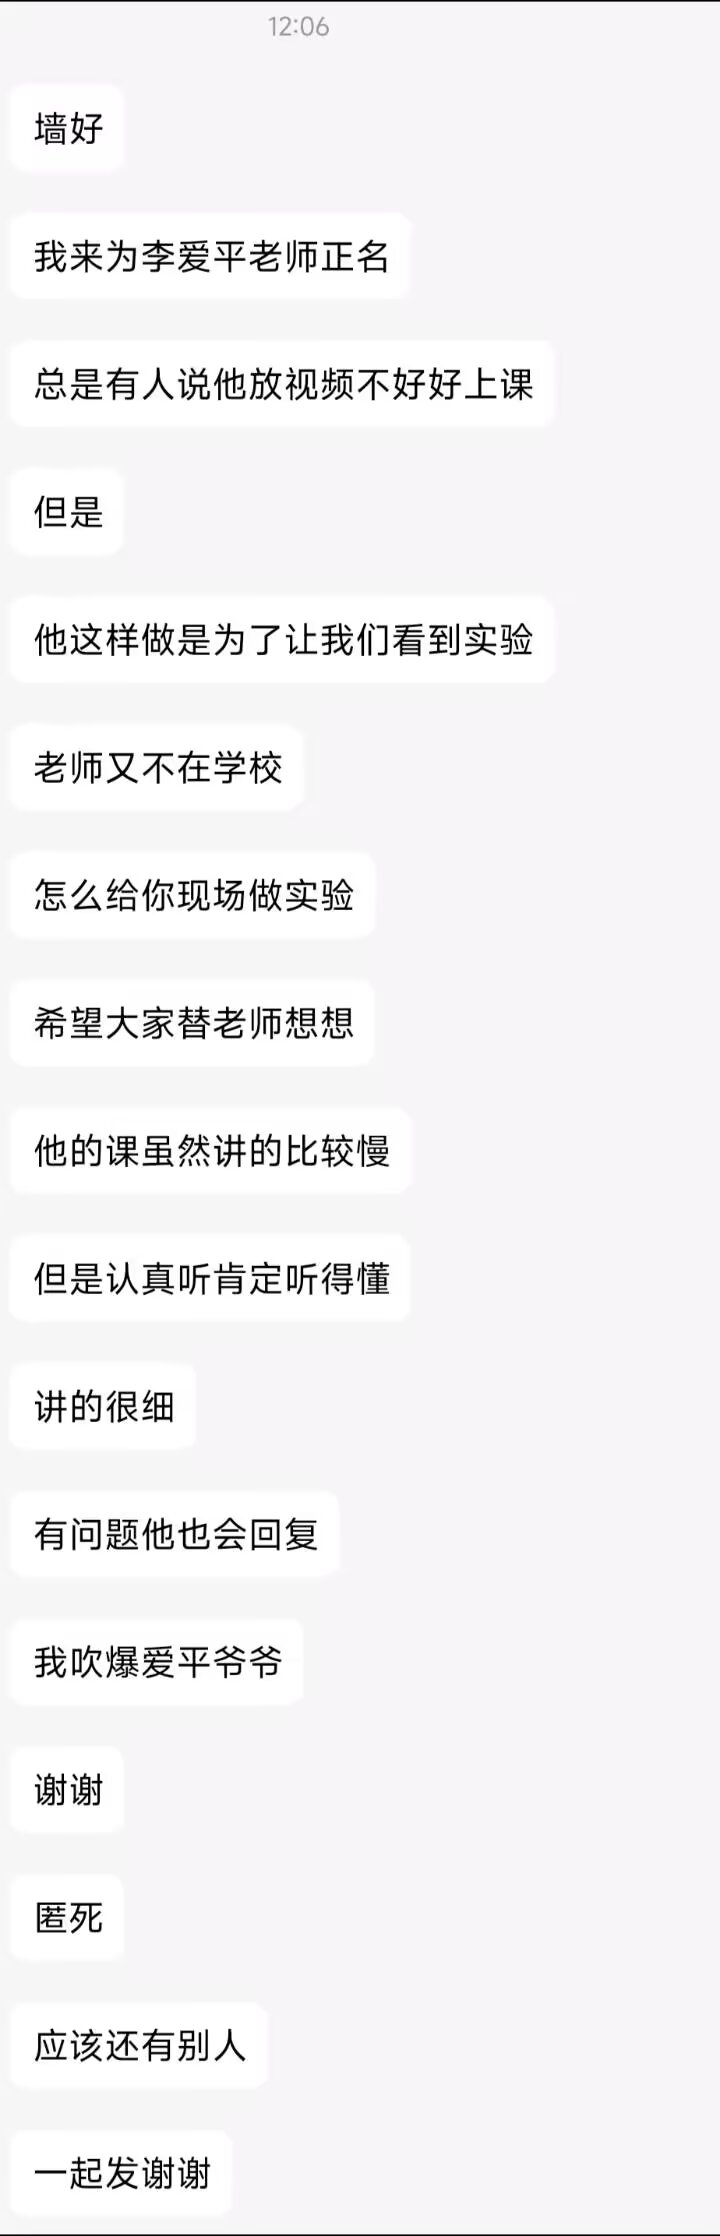 12:06
墙好
我来为李爱平老师正名
总是有人说他放视频不好好上课
但是
他这样做是为了让我们看到实验
老师又不在学校
怎么给你现场做实验
希望大家替老师想想
他的课虽然讲的比较慢
但是认真听肯定听得懂
讲的很细
有问题他也会回复
我吹爆爱平爷爷
谢谢
匿死
应该还有别人
一起发谢谢